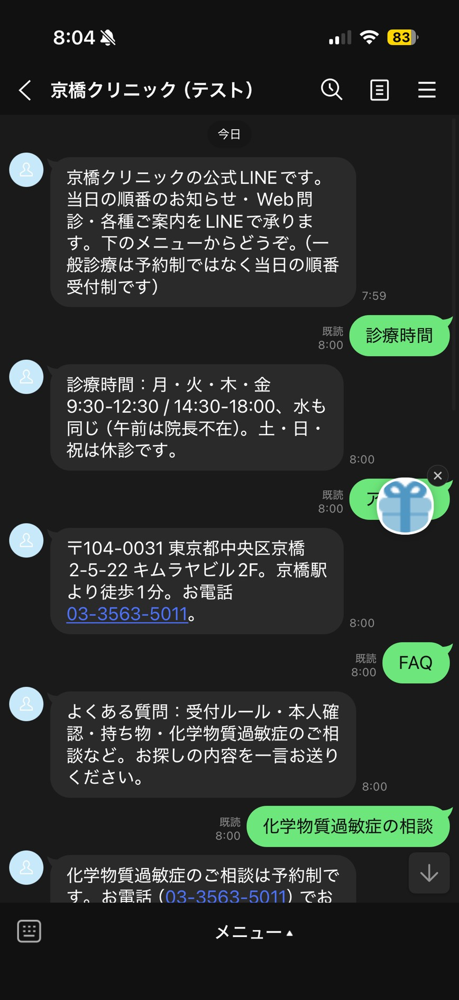 8:04
83
京橋クリニック（テスト）
今日
京橋クリニックの公式LINEです。
当日の順番のお知らせ・Web問
診・各種ご案内をLINEで承りま
す。下のメニューからどうぞ。（一
般診療は予約制ではなく当日の順番
受付制です）
7:59
診療時間
既読
8:00
診療時間：月・火・木・金
9:30-12:30 / 14:30-18:00、水も
同じ（午前は院長不在）。土・日・
祝は休診です。
8:00
既読
8:00
〒104-0031 東京都中央区京橋
2-5-22 キムラヤビル2F。京橋駅
より徒歩1分。お電話
03-3563-5011。
8:00
FAQ
既読
8:00
よくある質問：受付ルール・本人確
認・持ち物・化学物質過敏症のご相
談など。お探しの内容を一言お送り
ください。
8:00
化学物質過敏症の相談
既読
8:00
化学物質過敏症のご相談は予約制で
す。お電話（03-3563-5011）でお
メニュー▲